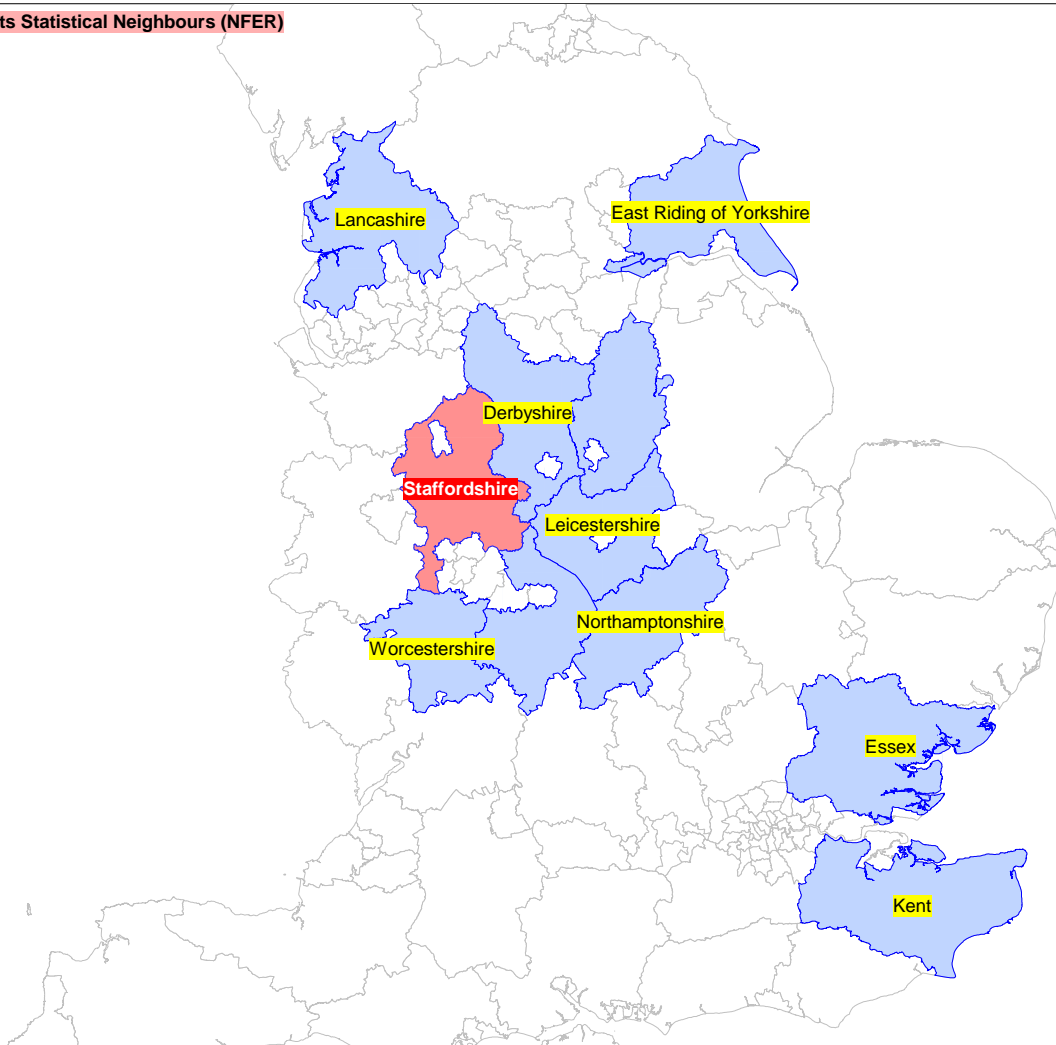 ts Statistical Neighbours (NFER)
Lancashire
East Riding of Yorkshire
Derbyshire
Staffordshire
Leicestershire
Northamptonshire
Worcestershire
Essex
Kent